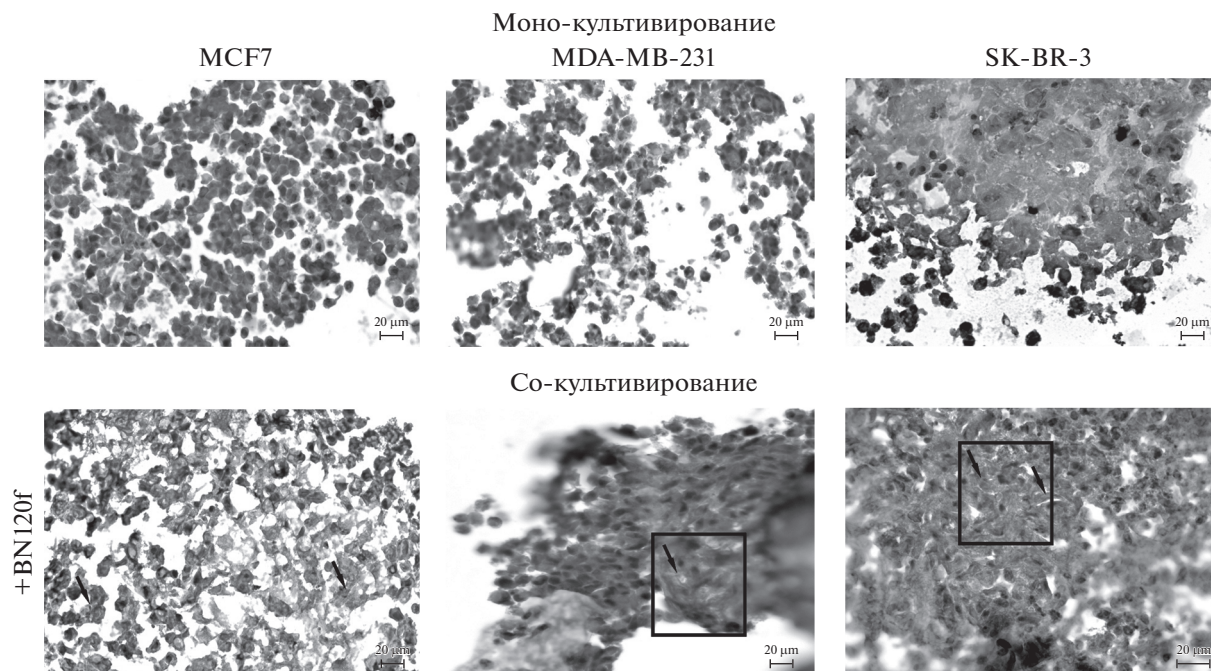 Моно-культивирование
MCF7
MDA-MB-231
SK-BR-3
20 μm
20 μm
20 μm
Со-культивирование
+BN120f
20 μm
20 μm
20 μm